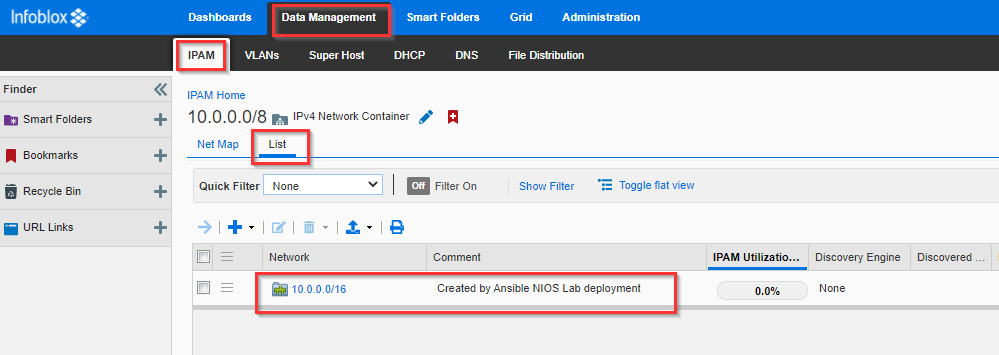 Infoblox Dashboards Data Management Smart Folders Grid Administration
IPAM VLANs Super Host DHCP DNS File Distribution
Finder
Smart Folders
Bookmarks
Recycle Bin
URL Links
IPAM Home
10.0.0.0/8 IPv4 Network Container
Net Map List
Quick Filter None Off Filter On Show Filter Toggle flat view
Network Comment IPAM Utilizatio... Discovery Engine Discovered ...
10.0.0.0/16 Created by Ansible NIOS Lab deployment 0.0% None